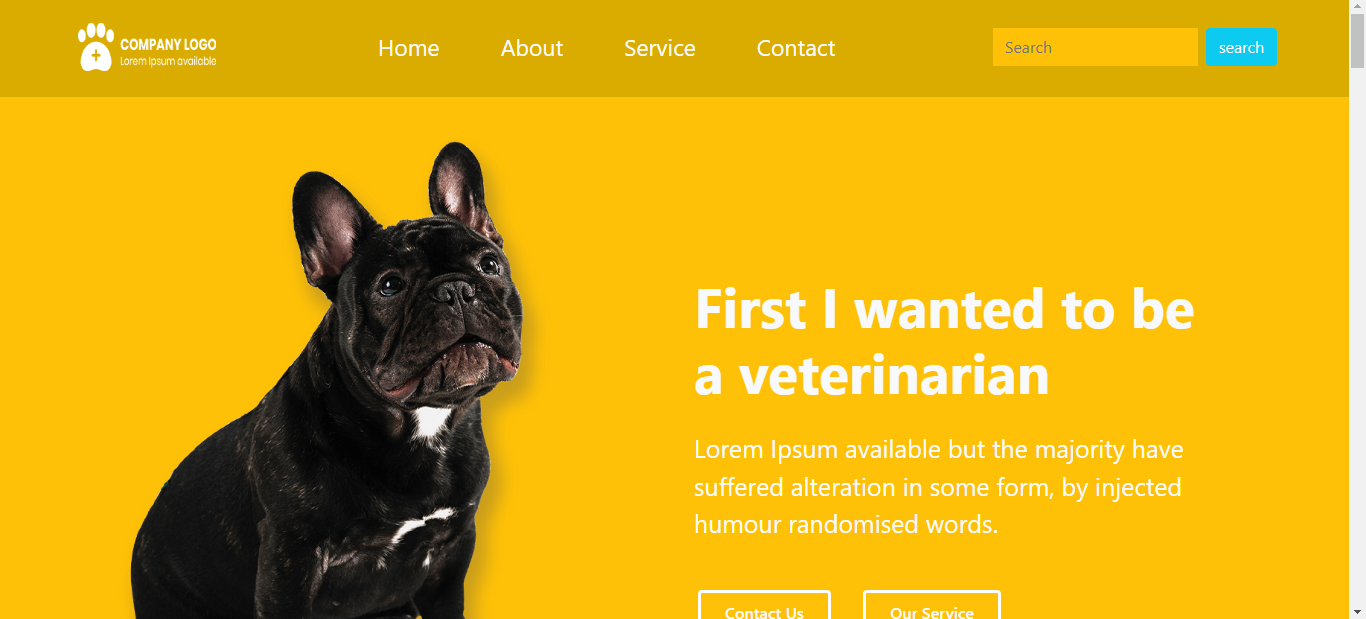 COMPANY LOGO
Lorem Ipsum available
Home
About
Service
Contact
Search
search
First I wanted to be
a veterinarian
Lorem Ipsum available but the majority have
suffered alteration in some form, by injected
humour randomised words.
Contact Us
Our Service